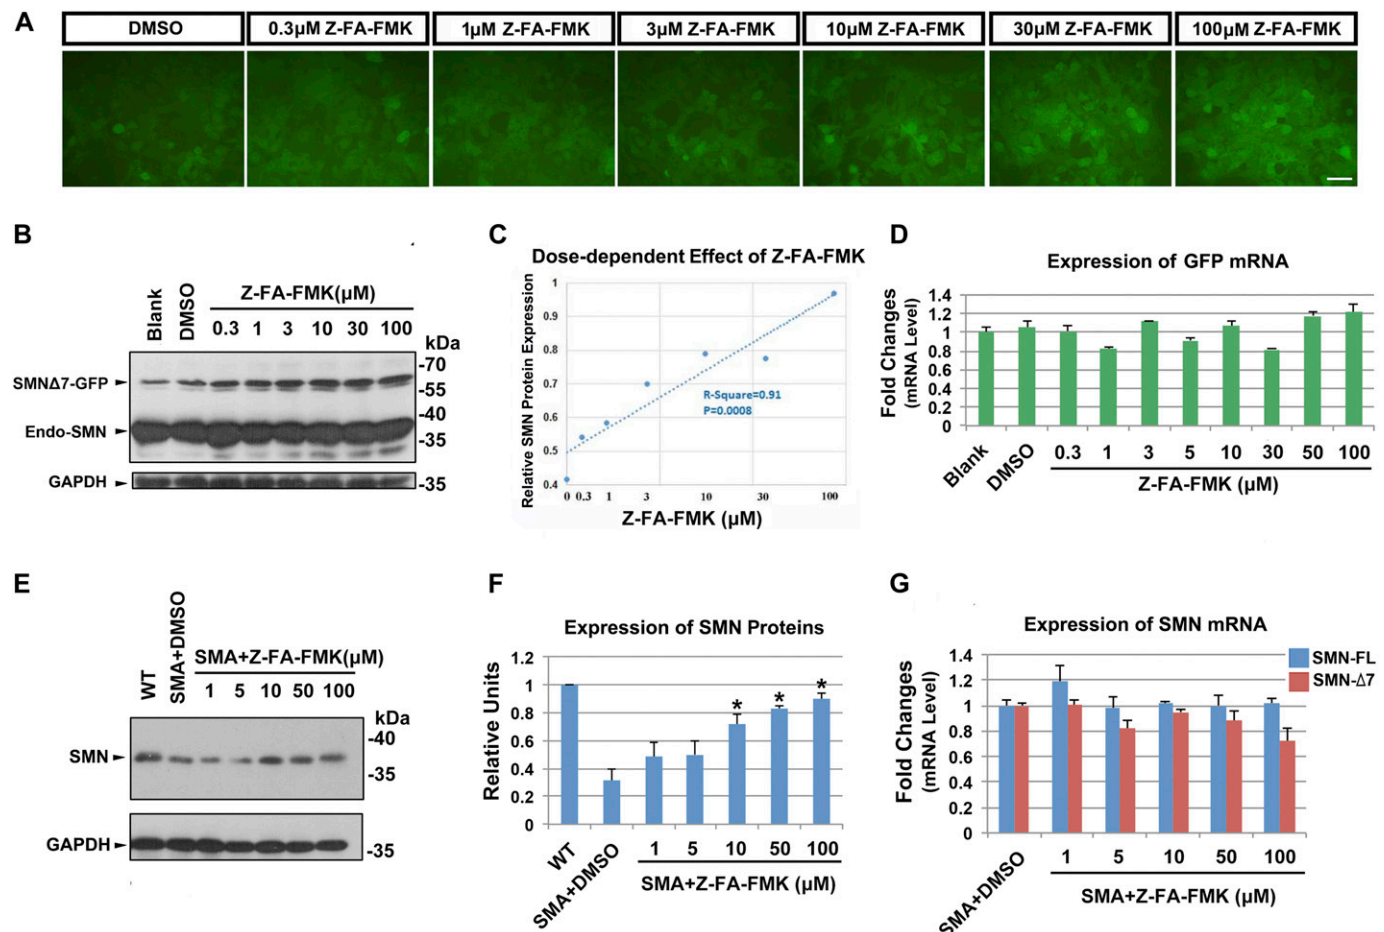 A
DMSO
0.3µM Z-FA-FMK
1µM Z-FA-FMK
3µM Z-FA-FMK
10µM Z-FA-FMK
30µM Z-FA-FMK
100µM Z-FA-FMK
B
Blank
DMSO
Z-FA-FMK(µM)
0.3 1 3 10 30 100
kDa
-70
SMNΔ7-GFP
-55
-40
Endo-SMN
-35
GAPDH
-35
C
Dose-dependent Effect of Z-FA-FMK
Relative SMN Protein Expression
1
0.9
0.8
0.7
0.6
0.5
0.4
R-Square=0.91
P=0.0008
0 0.3 1 3 10 30 100
Z-FA-FMK (µM)
D
Expression of GFP mRNA
Fold Changes
(mRNA Level)
1.4
1.2
1
0.8
0.6
0.4
0.2
0
Blank
DMSO
0.3 1 3 5 10 30 50 100
Z-FA-FMK (µM)
E
WT
SMA+DMSO
SMA+Z-FA-FMK(µM)
1 5 10 50 100
kDa
-40
SMN
-35
GAPDH
-35
F
Expression of SMN Proteins
Relative Units
1.2
1
0.8
0.6
0.4
0.2
0
* * *
WT
SMA+DMSO
1 5 10 50 100
SMA+Z-FA-FMK (µM)
G
Expression of SMN mRNA
SMN-FL
SMN-Δ7
Fold Changes
(mRNA Level)
1.4
1.2
1
0.8
0.6
0.4
0.2
0
SMA+DMSO
1 5 10 50 100
SMA+Z-FA-FMK (µM)